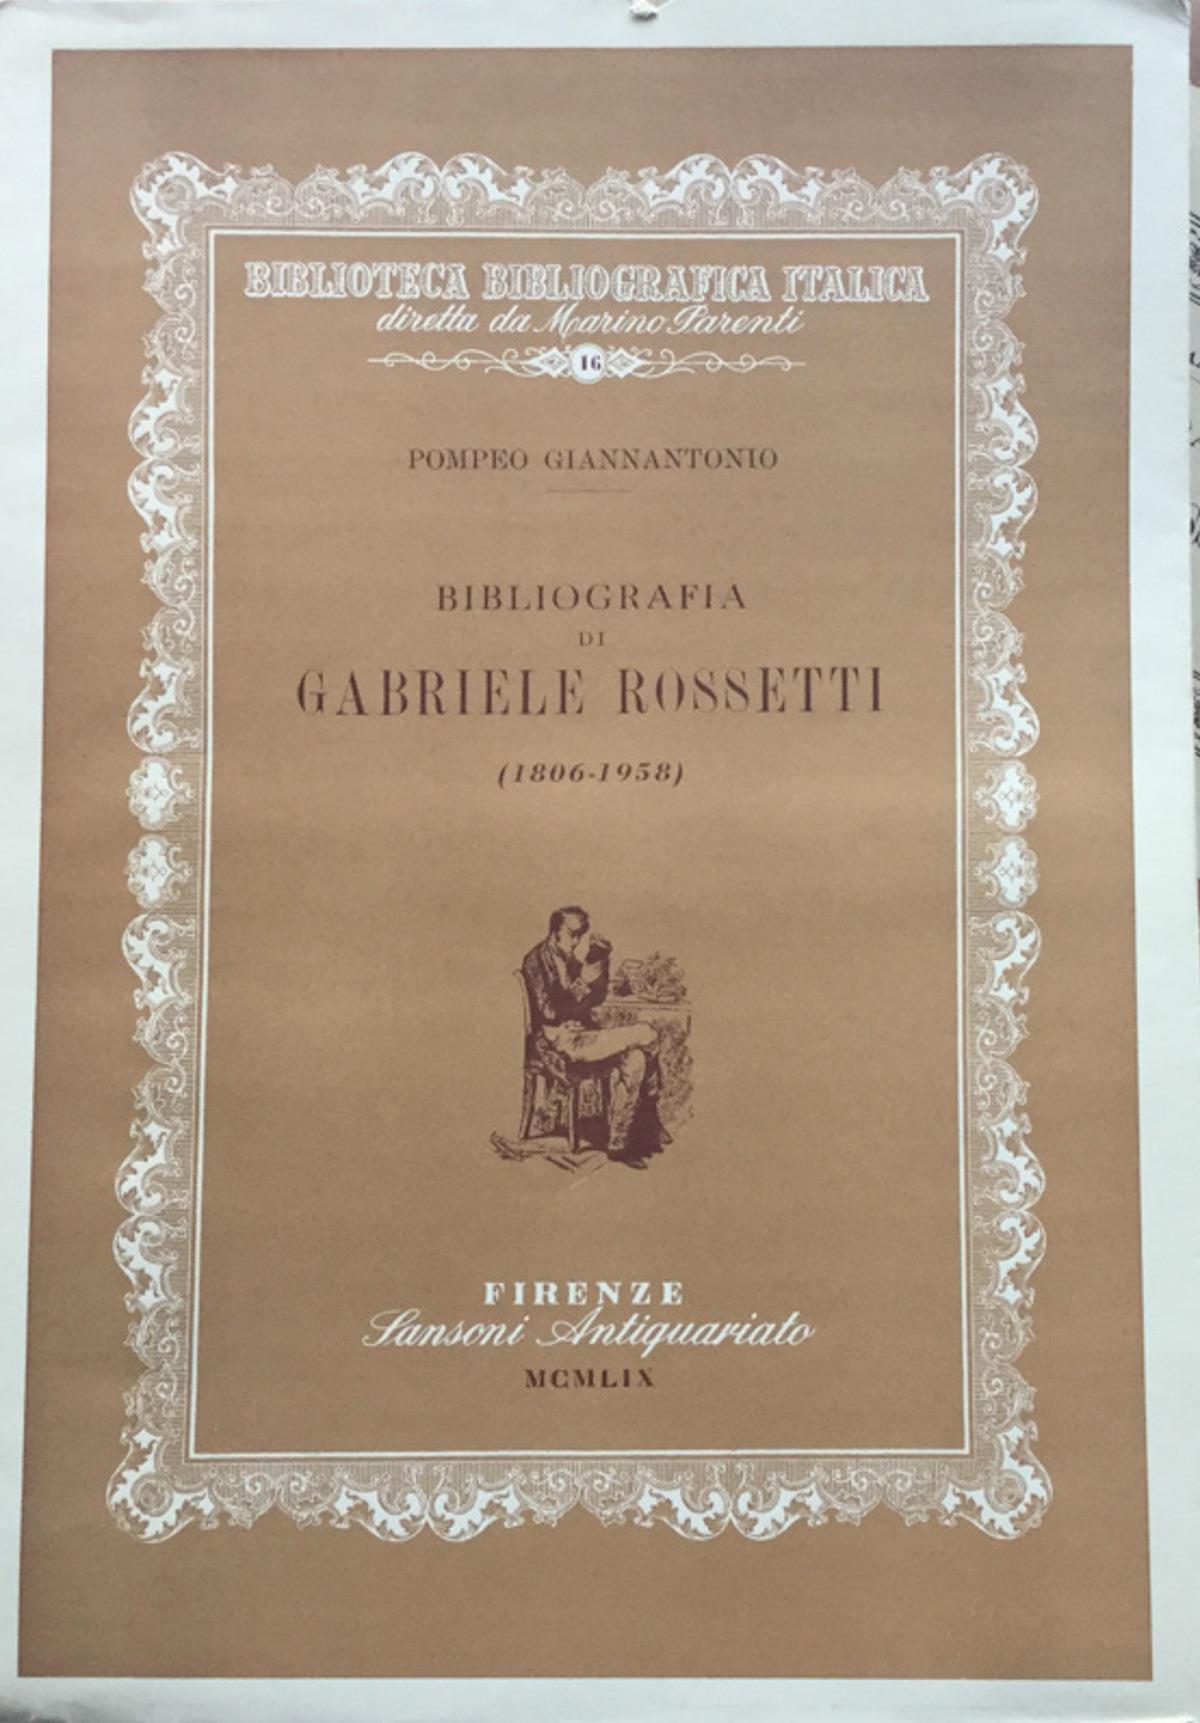 BIBLIOTECA BIBLIOGRAFICA ITALICA
diretta da Marino Parenti
16
POMPEO GIANNANTONIO
BIBLIOGRAFIA
DI
GABRIELE ROSSETTI
(1806-1958)
FIRENZE
Sansoni Antiquariato
MCMLIX